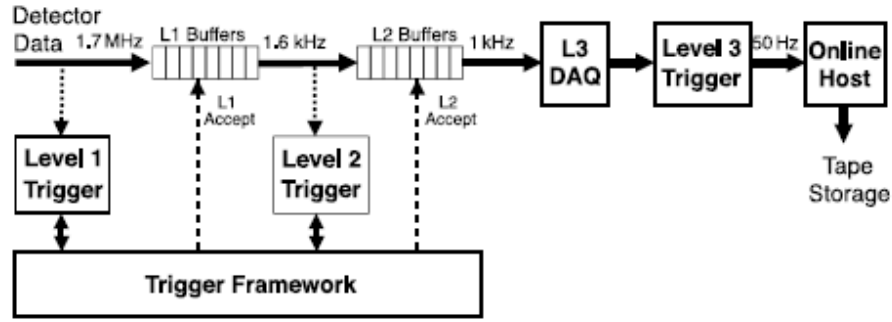 Detector
Data
1.7 MHz
L1 Buffers
1.6 kHz
L2 Buffers
1 kHz
L3
DAQ
Level 3
Trigger
50 Hz
Online
Host
L1
Accept
L2
Accept
Level 1
Trigger
Level 2
Trigger
Tape
Storage
Trigger Framework